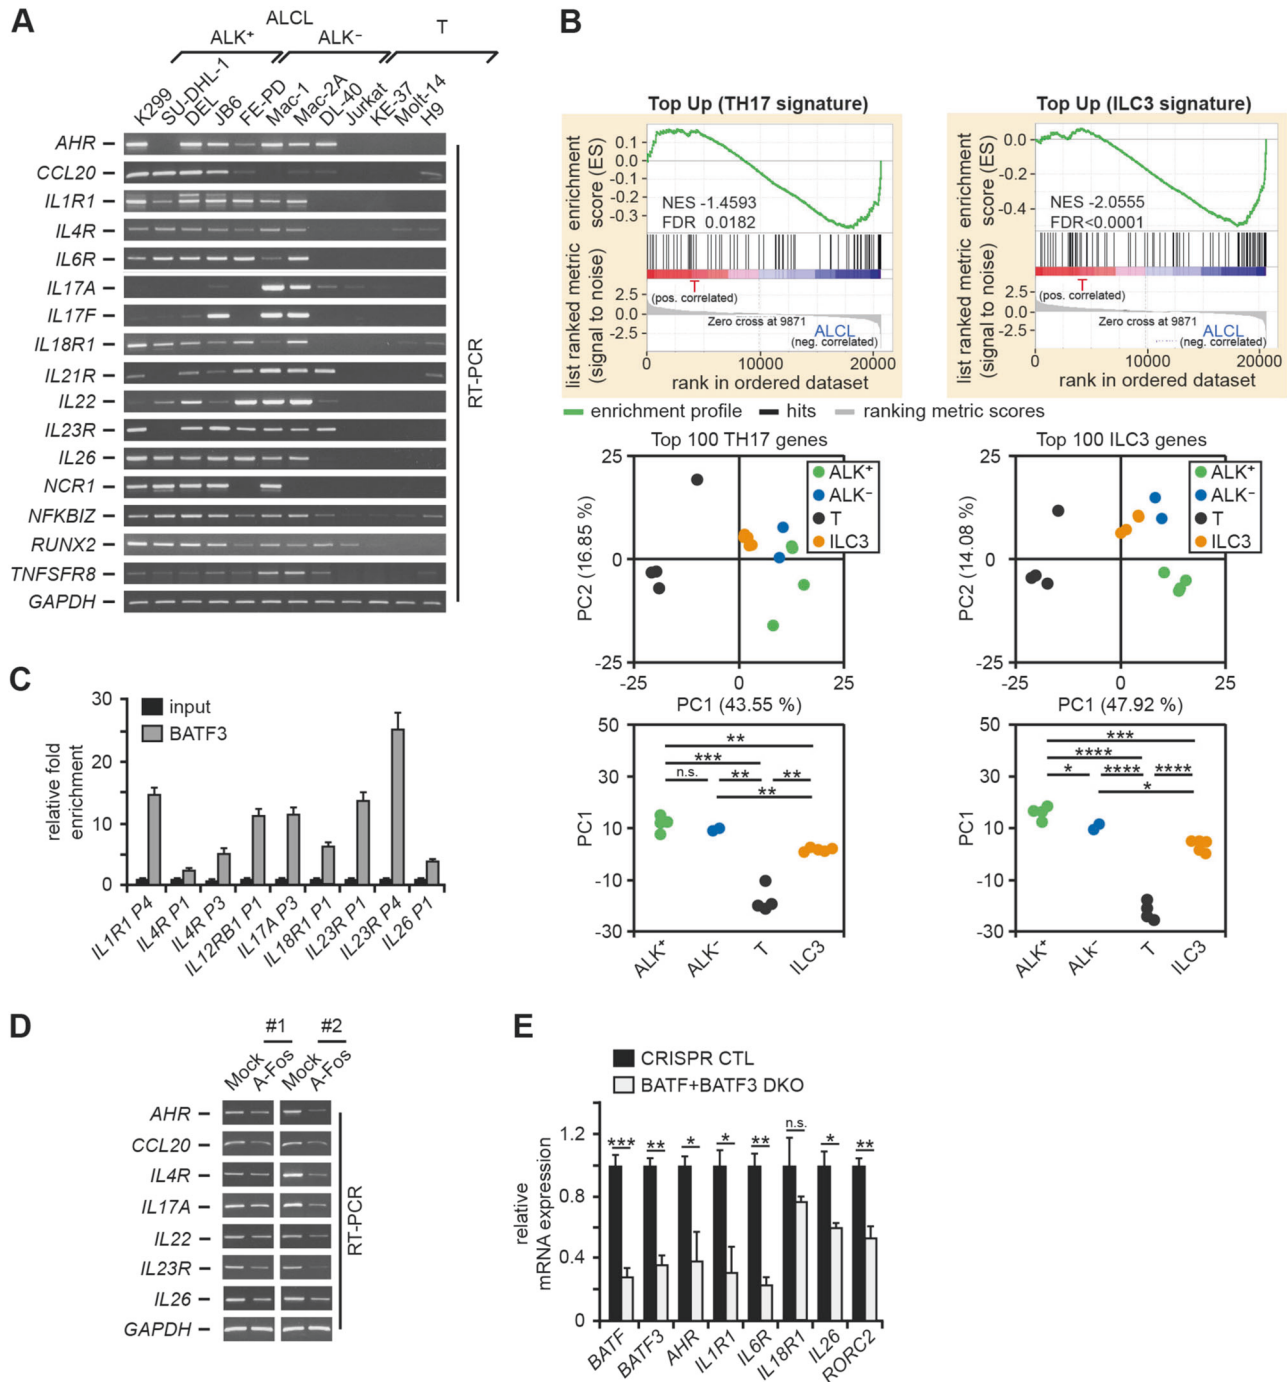 A
ALCL
ALK+ ALK− T
K299 SU-DHL-1 DEL JB6 FE-PD Mac-1 Mac-2A DL-40 Jurkat KE-37 Molt-14 H9
AHR
CCL20
IL1R1
IL4R
IL6R
IL17A
IL17F
IL18R1
IL21R
IL22
IL23R
IL26
NCR1
NFKBIZ
RUNX2
TNFSFR8
GAPDH
RT-PCR
B
Top Up (TH17 signature)
enrichment
score (ES)
0.1
0.0
-0.1
-0.2
-0.3
NES -1.4593
FDR 0.0182
list ranked metric
(signal to noise)
2.5
0.0
-2.5
T
(pos. correlated)
Zero cross at 9871
ALCL
(neg. correlated)
0 10000 20000
rank in ordered dataset
Top Up (ILC3 signature)
enrichment
score (ES)
0.0
-0.2
-0.4
NES -2.0555
FDR<0.0001
list ranked metric
(signal to noise)
2.5
0.0
-2.5
T
(pos. correlated)
Zero cross at 9871
ALCL
(neg. correlated)
0 10000 20000
rank in ordered dataset
enrichment profile hits ranking metric scores
Top 100 TH17 genes
PC2 (16.85 %)
25
0
-25
ALK+
ALK−
T
ILC3
-25 0 25
PC1 (43.55 %)
Top 100 ILC3 genes
PC2 (14.08 %)
25
0
-25
ALK+
ALK−
T
ILC3
-25 0 25
PC1 (47.92 %)
PC1
50
30
10
-10
-30
**
***
n.s. ** **
**
ALK+ ALK− T ILC3
PC1
50
30
10
-10
-30
***
****
* **** ****
*
ALK+ ALK− T ILC3
C
input
BATF3
relative fold
enrichment
30
20
10
0
IL1R1 P4 IL4R P1 IL4R P3 IL12RB1 P1 IL17A P3 IL18R1 P1 IL23R P1 IL23R P4 IL26 P1
D
#1 #2
Mock A-Fos Mock A-Fos
AHR
CCL20
IL4R
IL17A
IL22
IL23R
IL26
GAPDH
RT-PCR
E
CRISPR CTL
BATF+BATF3 DKO
relative
mRNA expression
1.2
0.8
0.4
0
*** ** * * ** n.s. * **
BATF BATF3 AHR IL1R1 IL6R IL18R1 IL26 RORC2